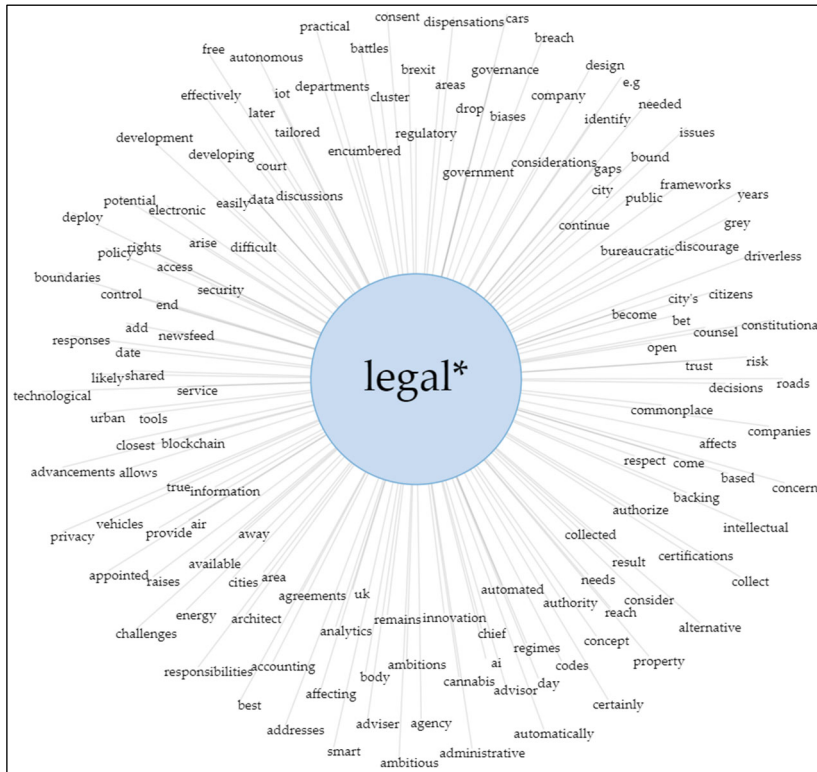 consent
dispensations
cars
practical
breach
free
battles
autonomous
brexit
governance
design
e.g
effectively
iot
departments
cluster
areas
company
needed
later
drop
biases
identify
development
tailored
regulatory
issues
developing
encumbered
considerations
bound
court
government
gaps
frameworks
potential
easily
data
discussions
city
public
years
deploy
electronic
continue
grey
policy
rights
arise
difficult
bureaucratic
discourage
driverless
boundaries
access
security
control
end
city's
citizens
add
newsfeed
become
bet
counsel
constitutional
responses
date
open
trust
risk
likely
shared
legal*
roads
technological
service
decisions
urban
tools
commonplace
companies
closest
blockchain
affects
advancements
allows
respect
come
based
concern
true
information
backing
privacy
vehicles
provide
air
away
authorize
intellectual
collected
appointed
raises
available
result
certifications
cities
area
needs
collect
energy
agreements
uk
automated
authority
consider
challenges
architect
remains
innovation
reach
alternative
analytics
chief
concept
responsibilities
accounting
regimes
property
body
ambitions
ai
codes
best
affecting
cannabis
advisor
day
certainly
addresses
adviser
agency
automatically
smart
ambitious
administrative